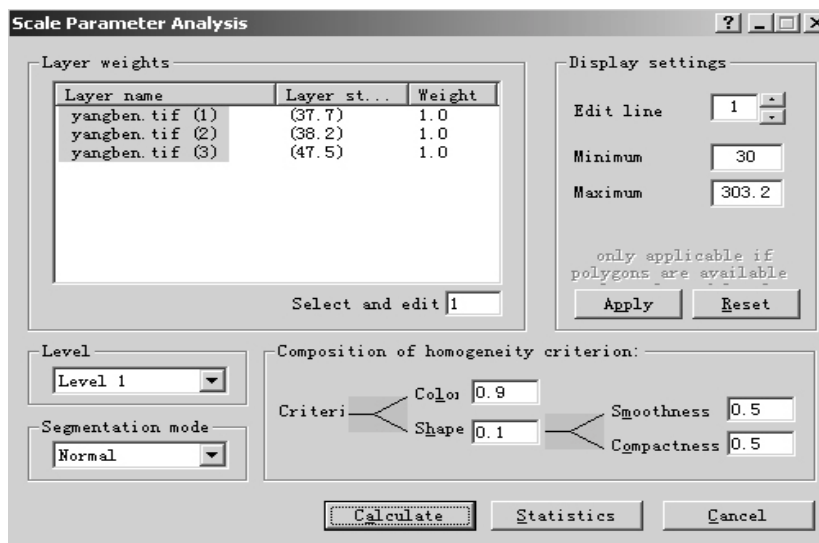 Scale Parameter Analysis
Layer weights
Layer name Layer st... Weight
yangben.tif (1) (37.7) 1.0
yangben.tif (2) (38.2) 1.0
yangben.tif (3) (47.5) 1.0
Select and edit 1
Display settings
Edit line 1
Minimum 30
Maximum 303.2
only applicable if
polygons are available
Apply Reset
Level
Level 1
Segmentation mode
Normal
Composition of homogeneity criterion:
Criteri
Color 0.9
Shape 0.1
Smoothness 0.5
Compactness 0.5
Calculate Statistics Cancel